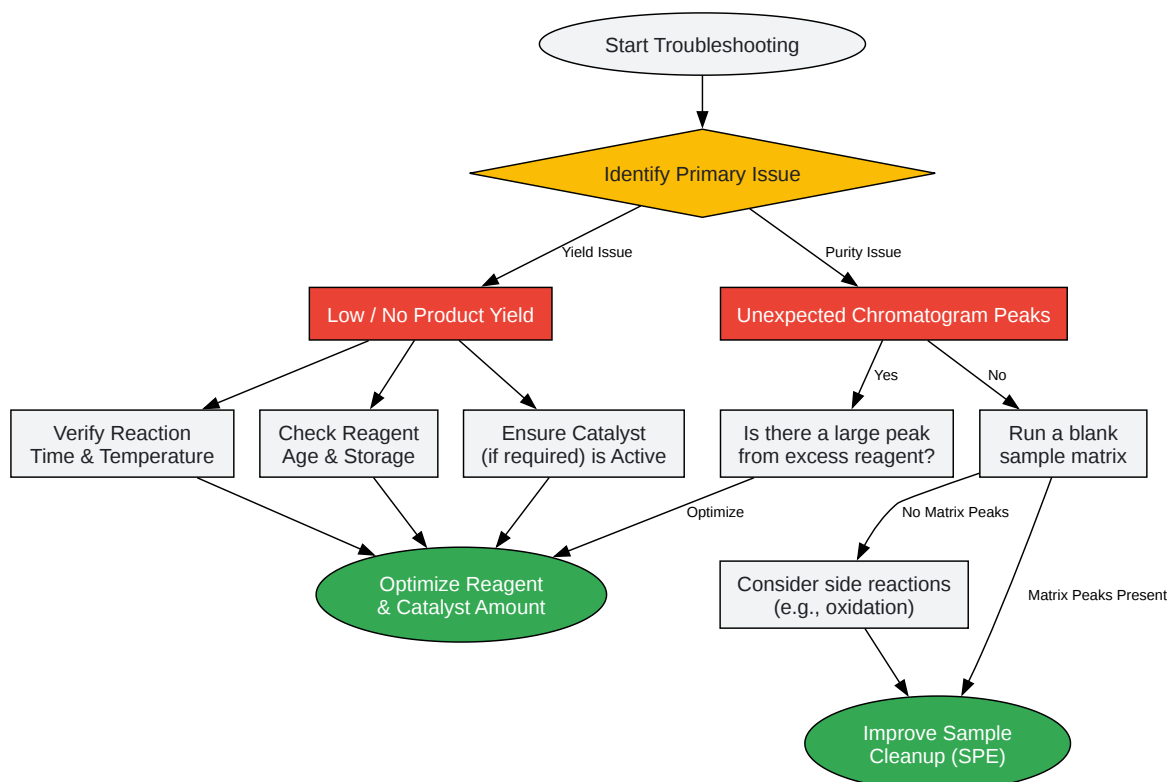 Start Troubleshooting
Identify Primary Issue
Yield Issue
Purity Issue
Low / No Product Yield
Unexpected Chromatogram Peaks
Yes
No
Verify Reaction
Time & Temperature
Check Reagent
Age & Storage
Ensure Catalyst
(if required) is Active
Is there a large peak
from excess reagent?
Run a blank
sample matrix
Optimize
No Matrix Peaks
Optimize Reagent
& Catalyst Amount
Consider side reactions
(e.g., oxidation)
Matrix Peaks Present
Improve Sample
Cleanup (SPE)